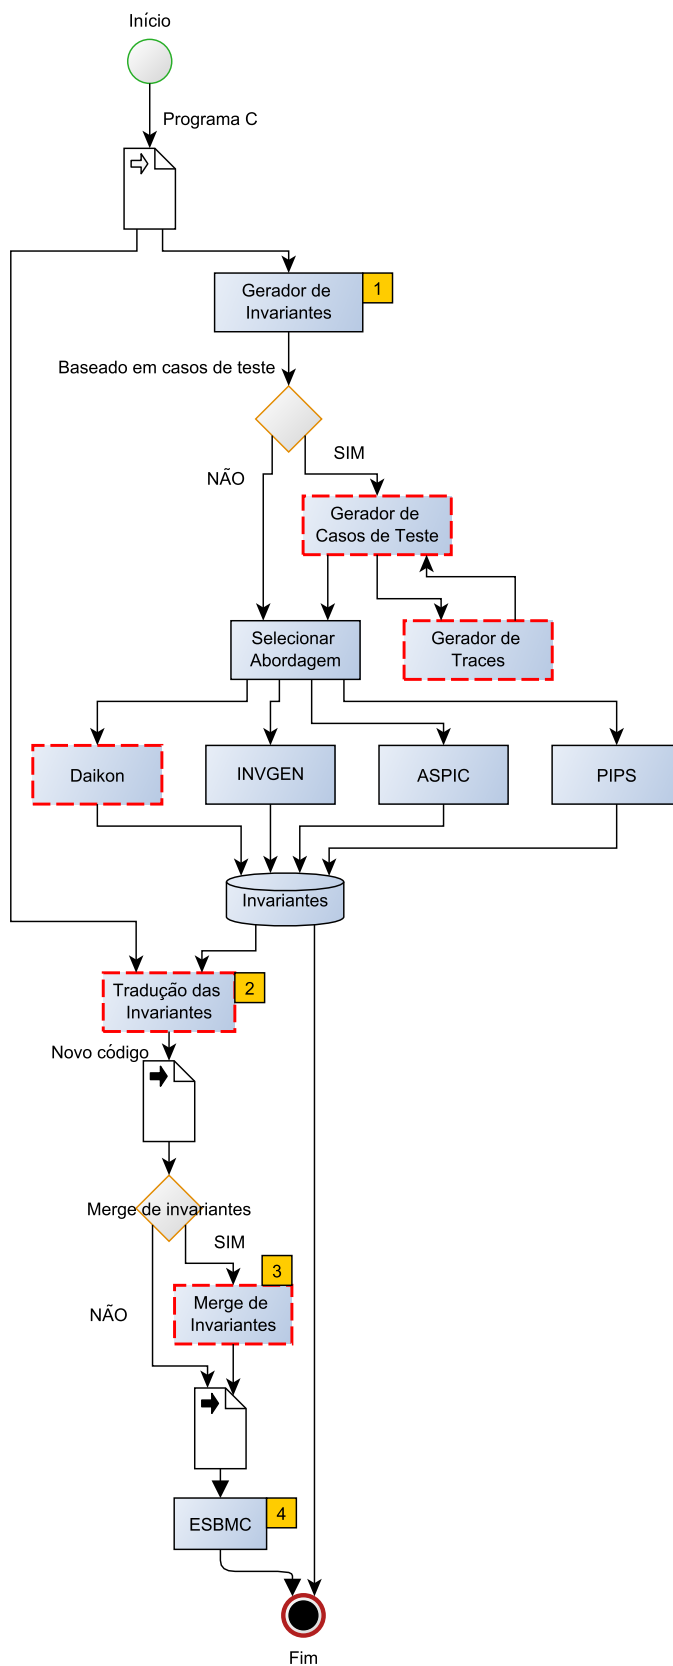 Início
Programa C
Gerador de
Invariantes
1
Baseado em casos de teste
SIM
NÃO
Gerador de
Casos de Teste
Selecionar
Abordagem
Gerador de
Traces
Daikon
INVGEN
ASPIC
PIPS
Invariantes
Tradução das
Invariantes
2
Novo código
Merge de invariantes
SIM
3
NÃO
Merge de
Invariantes
ESBMC
4
Fim